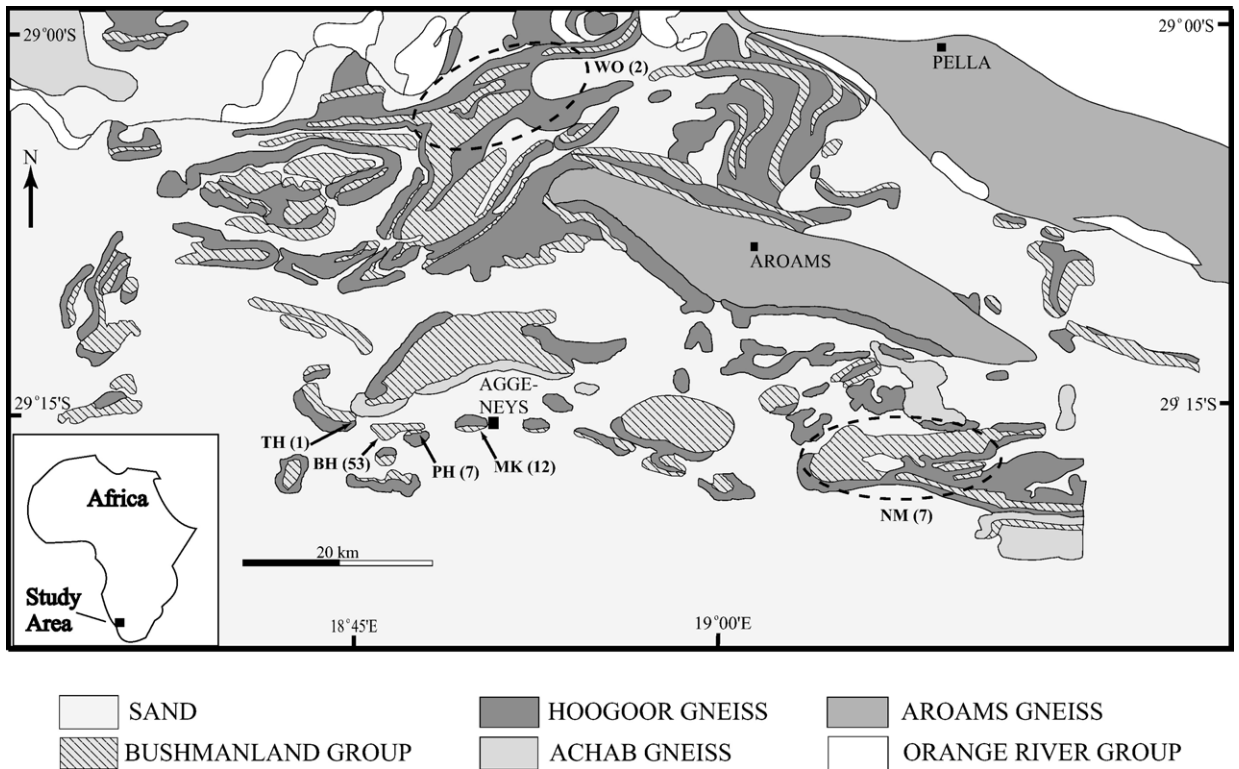 29°00'S
29°00'S
PELLA
WO (2)
N
AROAMS
AGGE-
NEYS
29°15'S
29°15'S
TH (1)
BH (53)
PH (7)
MK (12)
NM (7)
Africa
Study
Area
20 km
18°45'E
19°00'E
SAND
HOOGOOR GNEISS
AROAMS GNEISS
BUSHMANLAND GROUP
ACHAB GNEISS
ORANGE RIVER GROUP